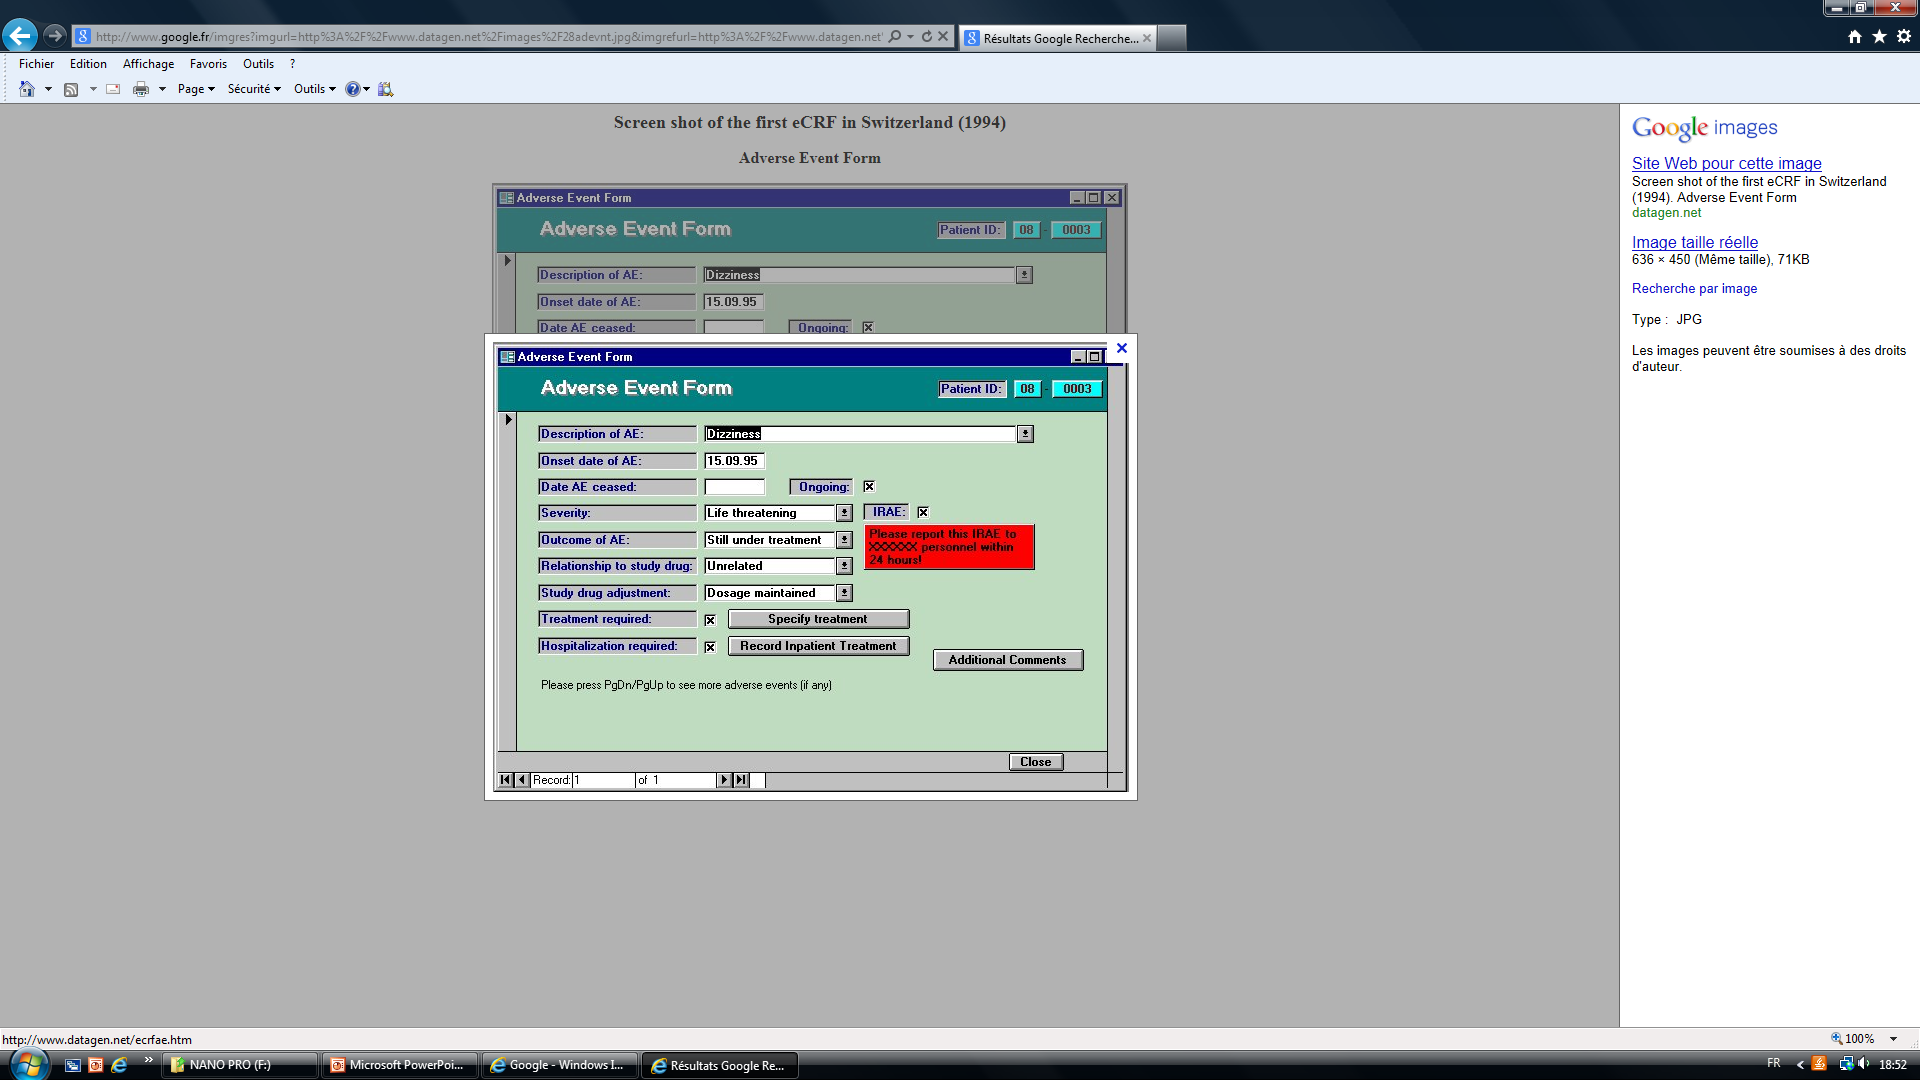 http://www.google.fr/imgres?imgurl=http%3A%2F%2Fwww.datagen.net%2Fimages%2F28adevnt.jpg&imgrefurl=http%3A%2F%2Fwww.datagen.net
Résultats Google Recherche...
Fichier Edition Affichage Favoris Outils ?
Page Sécurité Outils
Screen shot of the first eCRF in Switzerland (1994)
Adverse Event Form
Adverse Event Form
Adverse Event Form Patient ID: 08 - 0003
Description of AE: Dizziness
Onset date of AE: 15.09.95
Date AE ceased: Ongoing:
Adverse Event Form
Adverse Event Form Patient ID: 08 - 0003
Description of AE: Dizziness
Onset date of AE: 15.09.95
Date AE ceased: Ongoing:
Severity: Life threatening IRAE:
Please report this IRAE to
XXXXXX personnel within
24 hours!
Outcome of AE: Still under treatment
Relationship to study drug: Unrelated
Study drug adjustment: Dosage maintained
Treatment required: Specify treatment
Hospitalization required: Record Inpatient Treatment
Additional Comments
Please press PgDn/PgUp to see more adverse events (if any)
Close
Record: 1 of 1
Google images
Site Web pour cette image
Screen shot of the first eCRF in Switzerland
(1994). Adverse Event Form
datagen.net
Image taille réelle
636 × 450 (Même taille), 71KB
Recherche par image
Type : JPG
Les images peuvent être soumises à des droits
d'auteur.
http://www.datagen.net/ecrfae.htm
100%
NANO PRO (F:) Microsoft PowerPoi... Google - Windows I... Résultats Google Re... FR 18:52